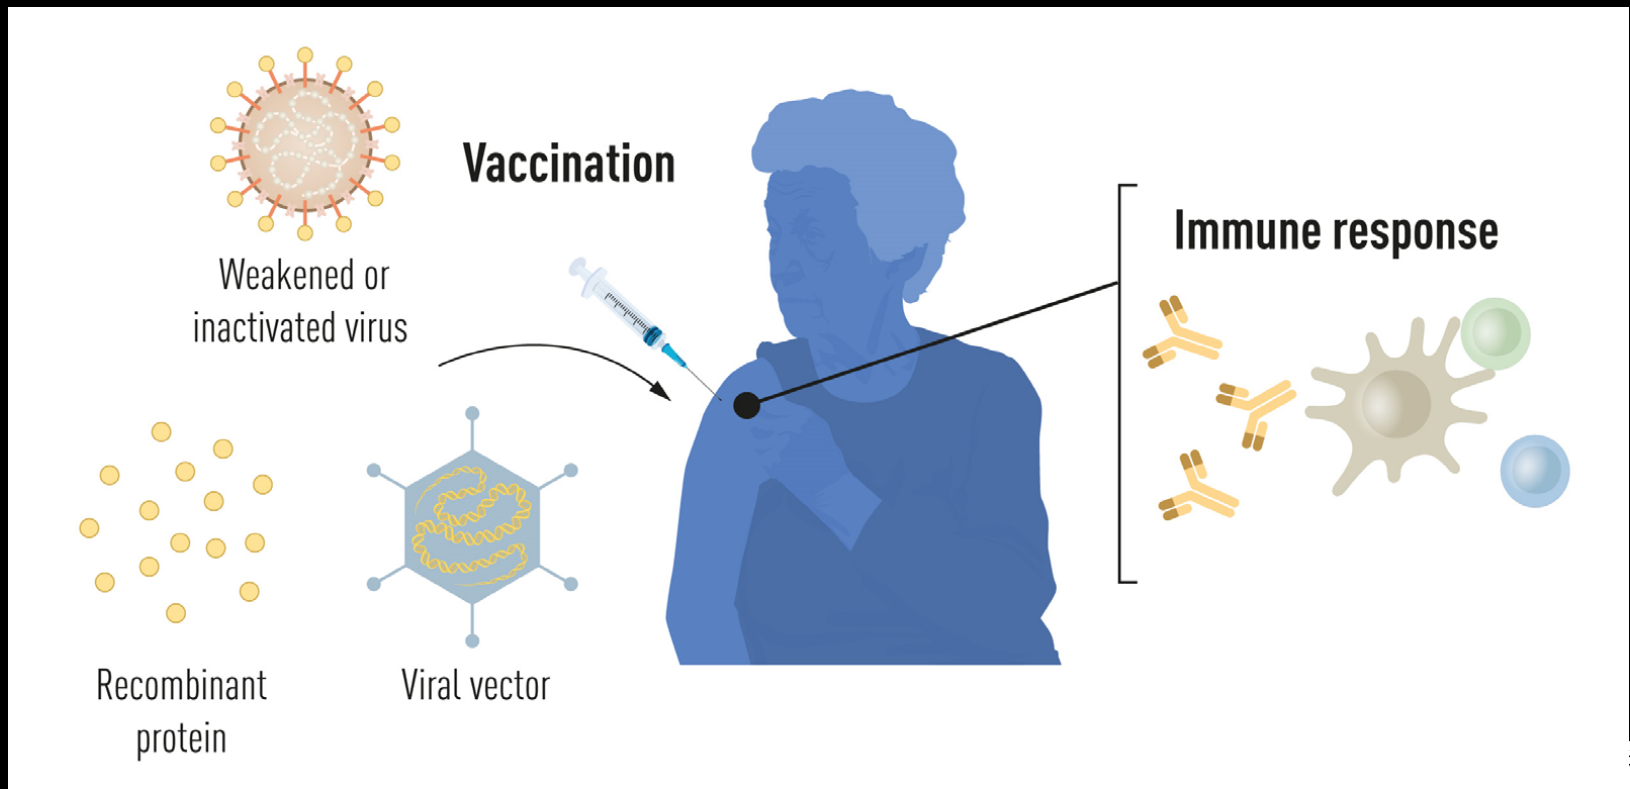 Vaccination
Weakened or
inactivated virus
Immune response
Recombinant
protein
Viral vector